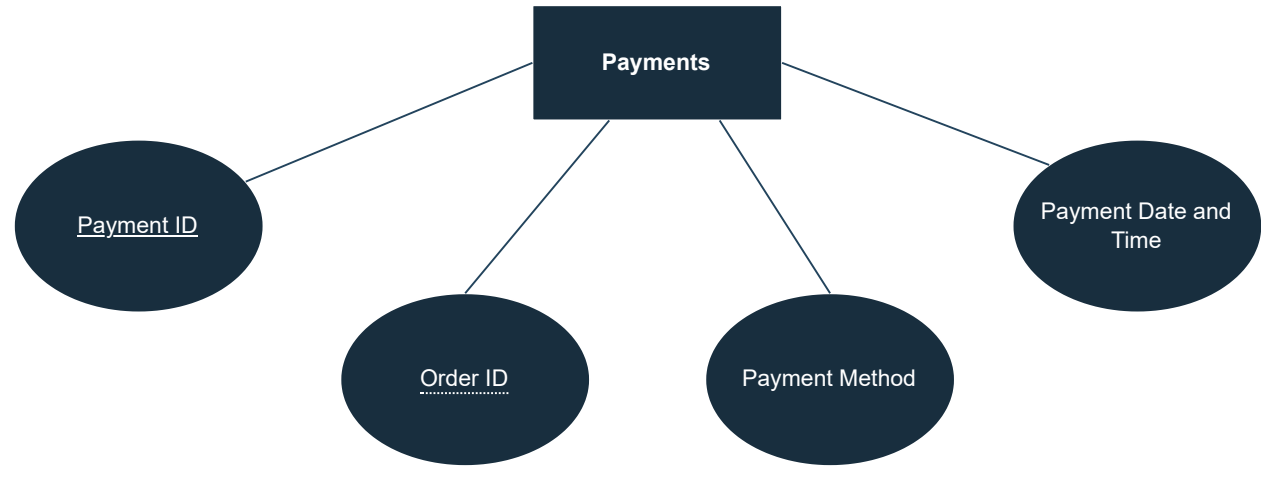 Payments
Payment ID
Payment Date and
Time
Order ID
Payment Method